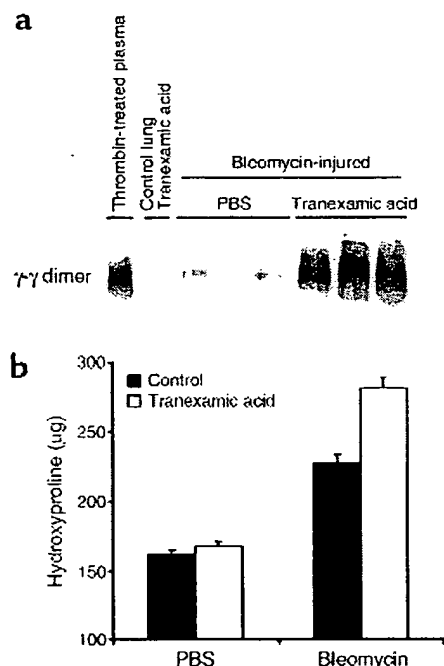 a
Thrombin-treated plasma
Control lung
Tranexamic acid
Bleomycin-injured
PBS
Tranexamic acid
γ-γ dimer
b
300
250
200
150
100
Hydroxyproline (μg)
Control
Tranexamic acid
PBS
Bleomycin